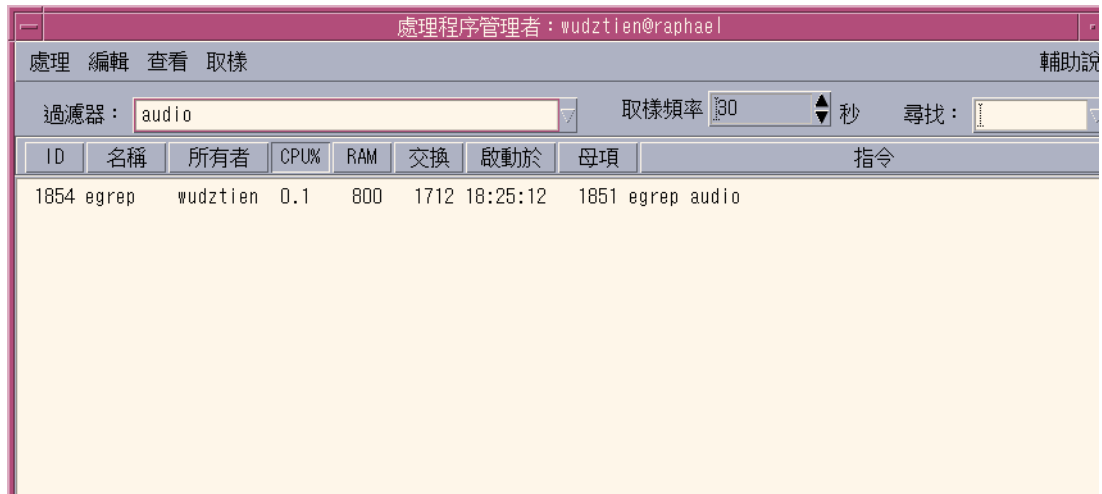 處理程序管理者：wudztien@raphael
處理 編輯 查看 取樣 輔助說
過濾器： audio 取樣頻率 30 秒 尋找：
ID 名稱 所有者 CPU% RAM 交換 啟動於 母項 指令
1854 egrep wudztien 0.1 800 1712 18:25:12 1851 egrep audio